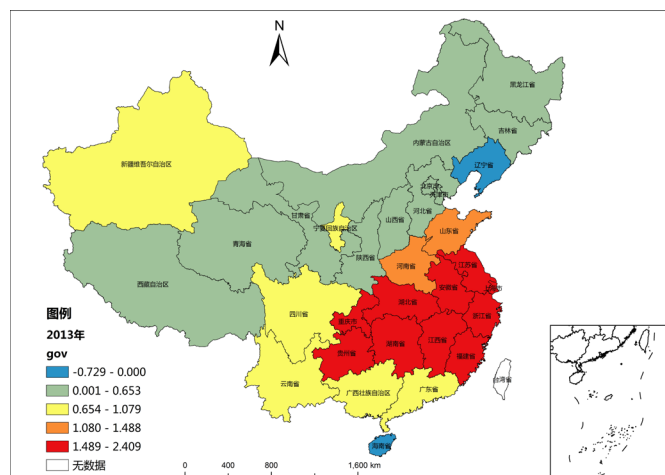 N
黑龙江省
吉林省
内蒙古自治区
辽宁省
新疆维吾尔自治区
北京市
天津市
河北省
山西省
甘肃省
宁夏回族自治区
山东省
青海省
陕西省
河南省
江苏省
西藏自治区
安徽省
上海市
湖北省
四川省
重庆市
浙江省
湖南省
江西省
贵州省
福建省
云南省
广西壮族自治区
广东省
台湾省
海南省
图例
2013年
gov
-0.729 - 0.000
0.001 - 0.653
0.654 - 1.079
1.080 - 1.488
1.489 - 2.409
无数据
0 400 800 1,600 km